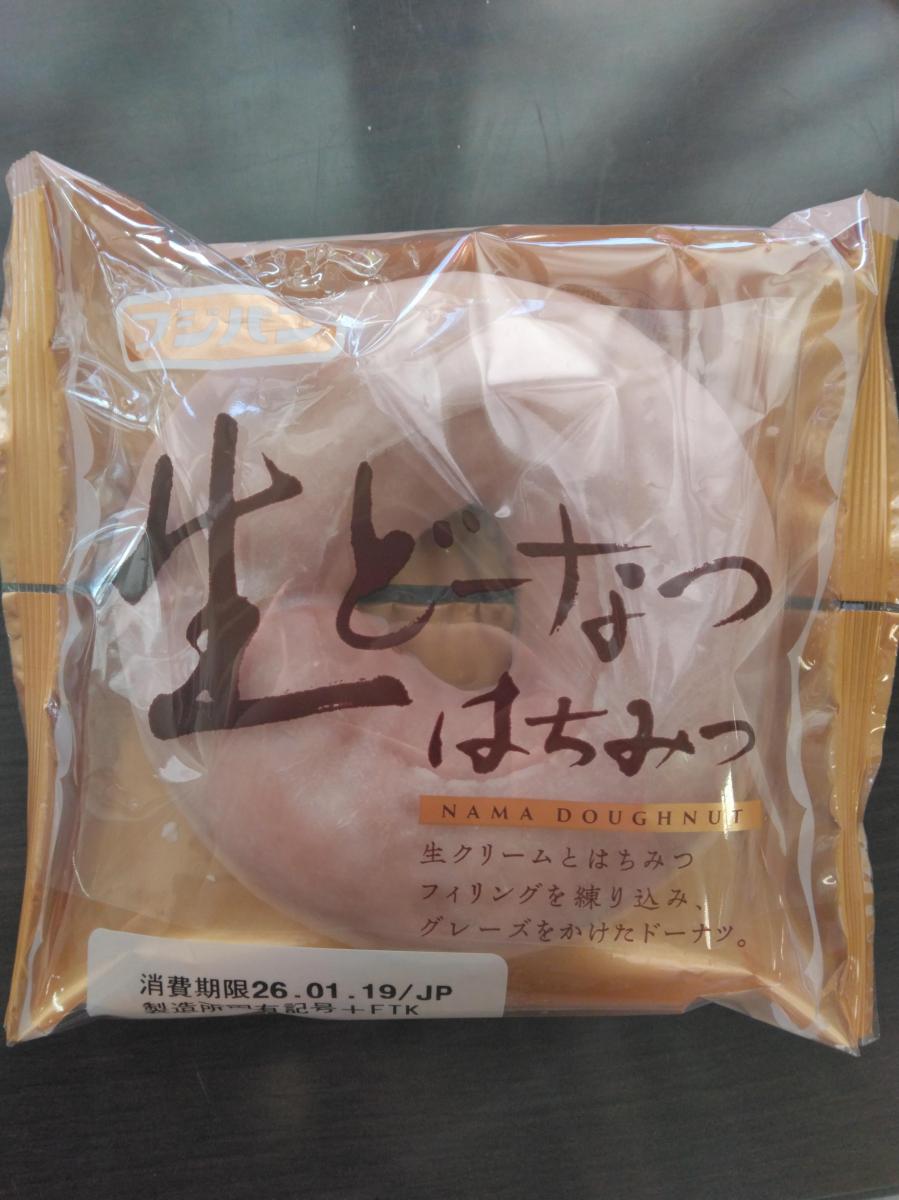 フジパン
生どーなつ
はちみつ
NAMA DOUGHNUT
生クリームとはちみつ
フィリングを練り込み、
グレーズをかけたドーナツ。
消費期限26.01.19/JP
製造所固有記号+FTK